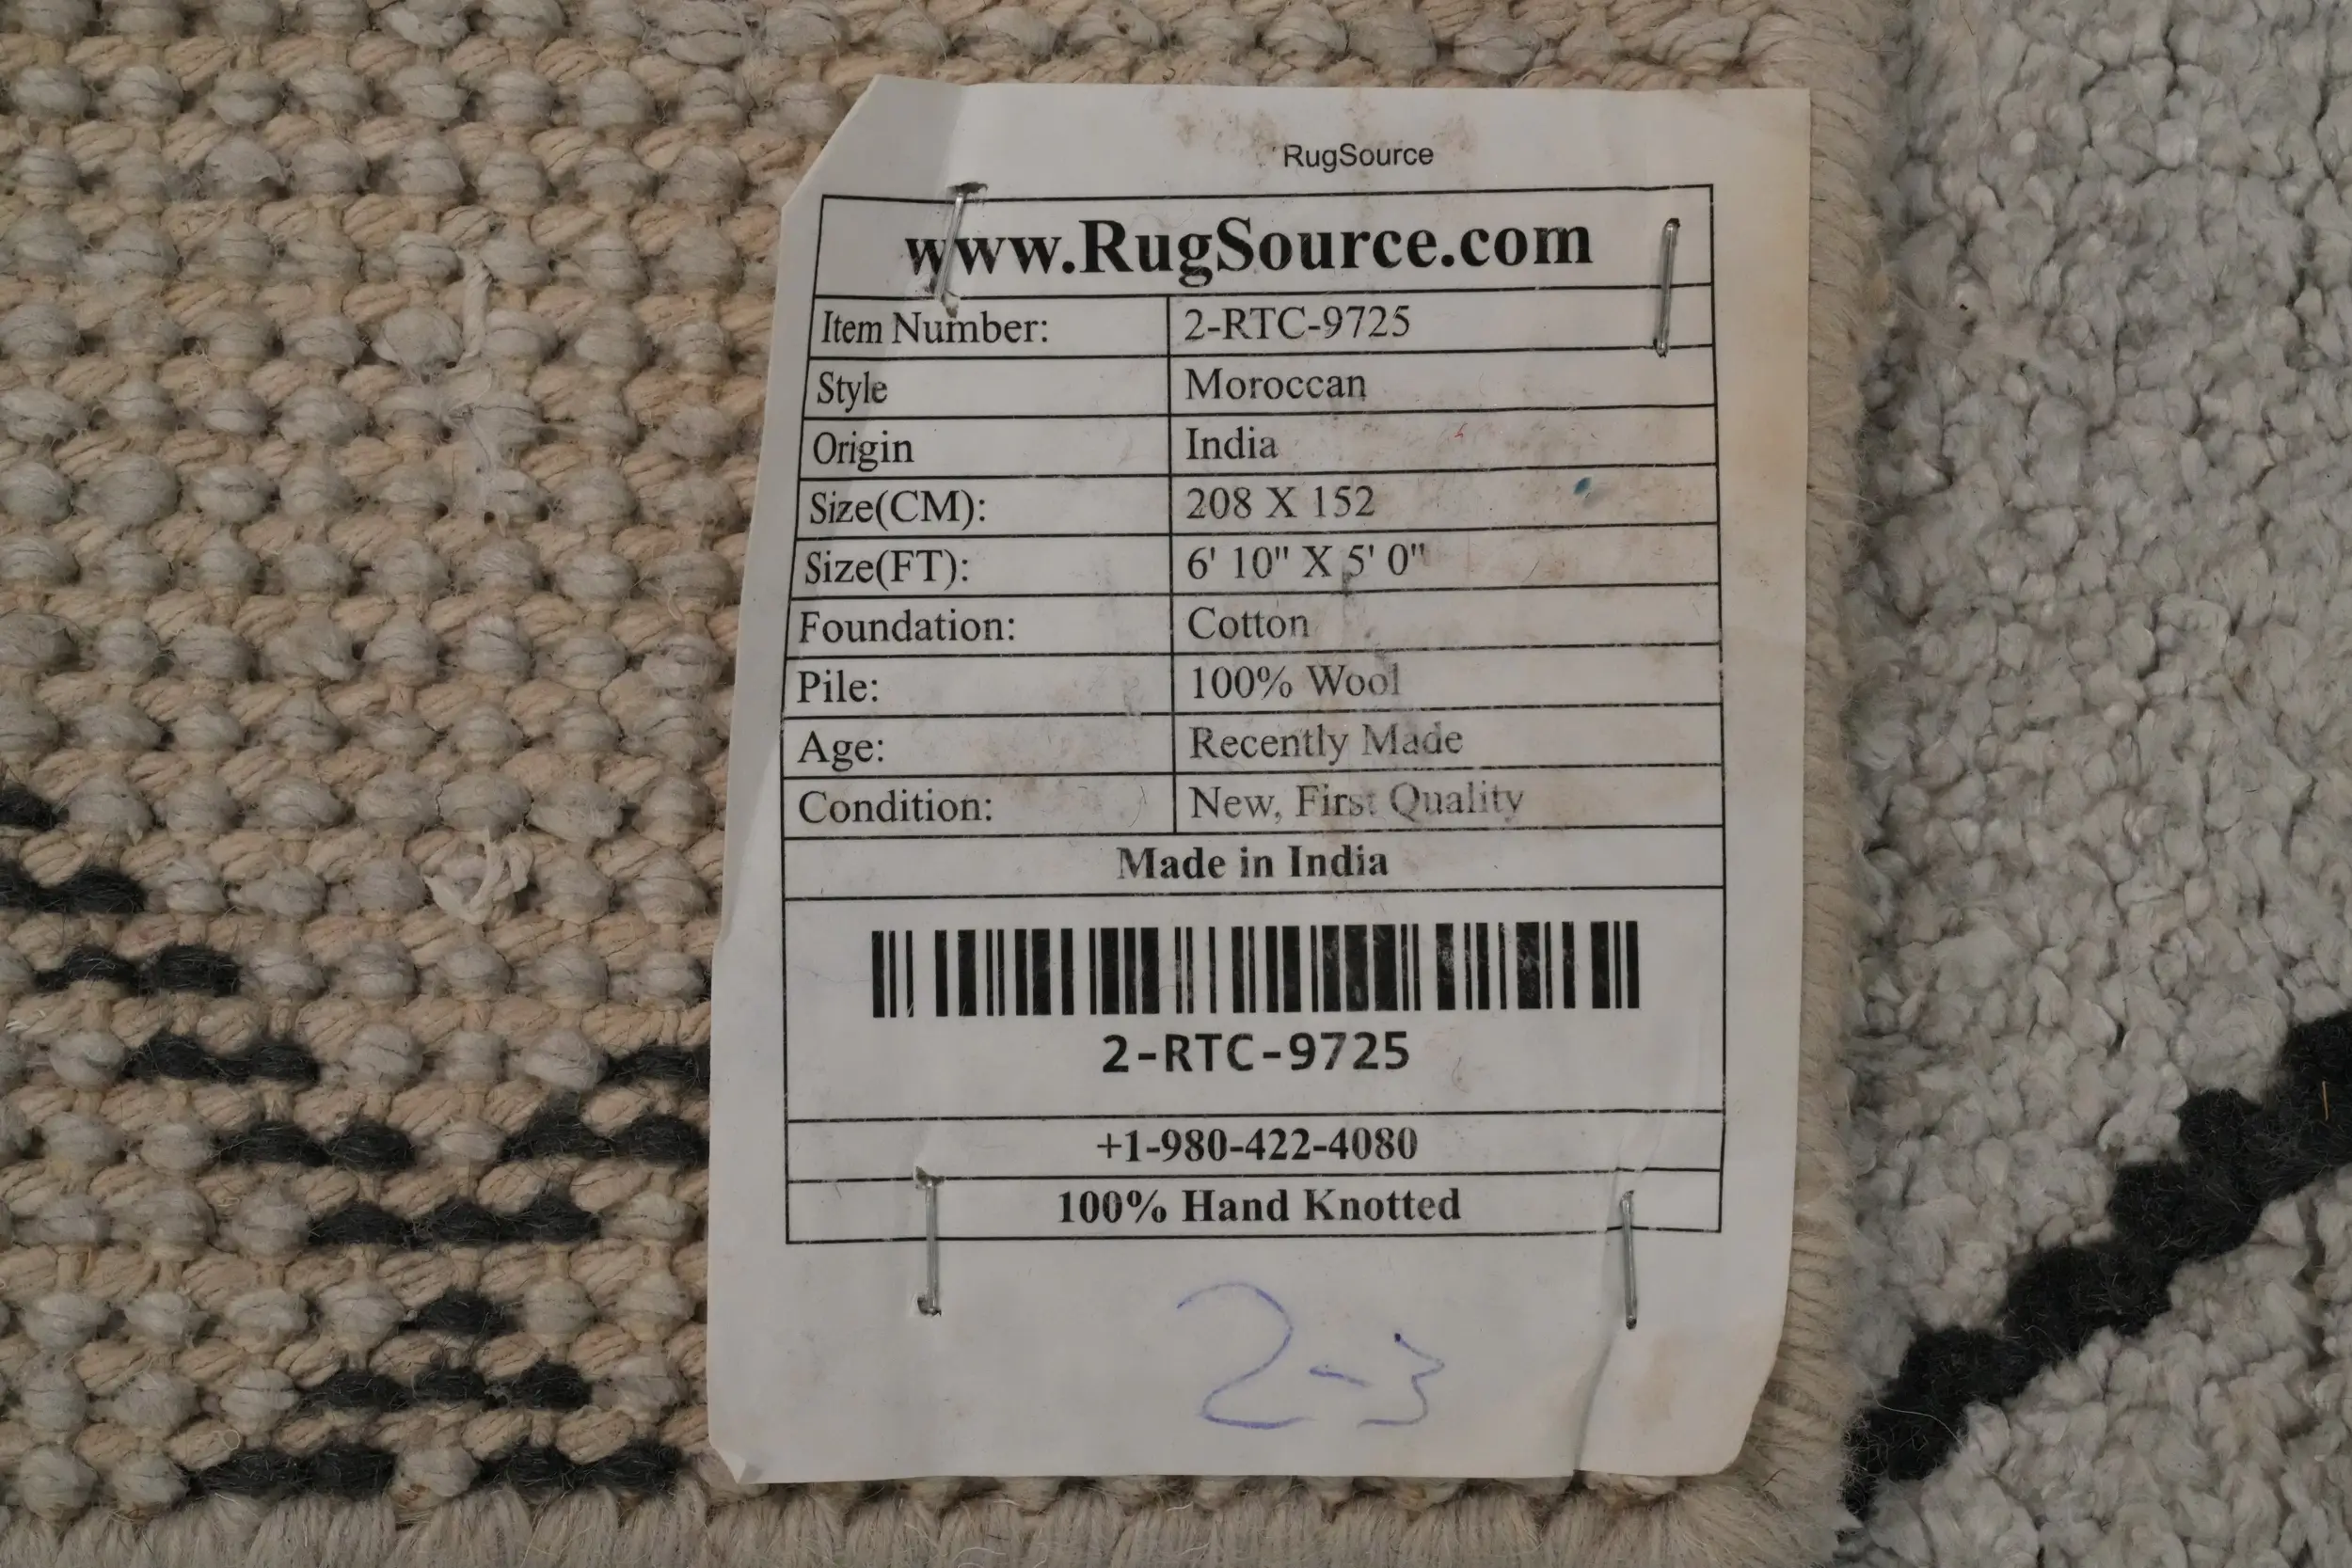 RugSource
www.RugSource.com
Item Number: 2-RTC-9725
Style Moroccan
Origin India
Size(CM): 208 X 152
Size(FT): 6' 10" X 5' 0"
Foundation: Cotton
Pile: 100% Wool
Age: Recently Made
Condition: New, First Quality
Made in India
2-RTC-9725
+1-980-422-4080
100% Hand Knotted
2-3